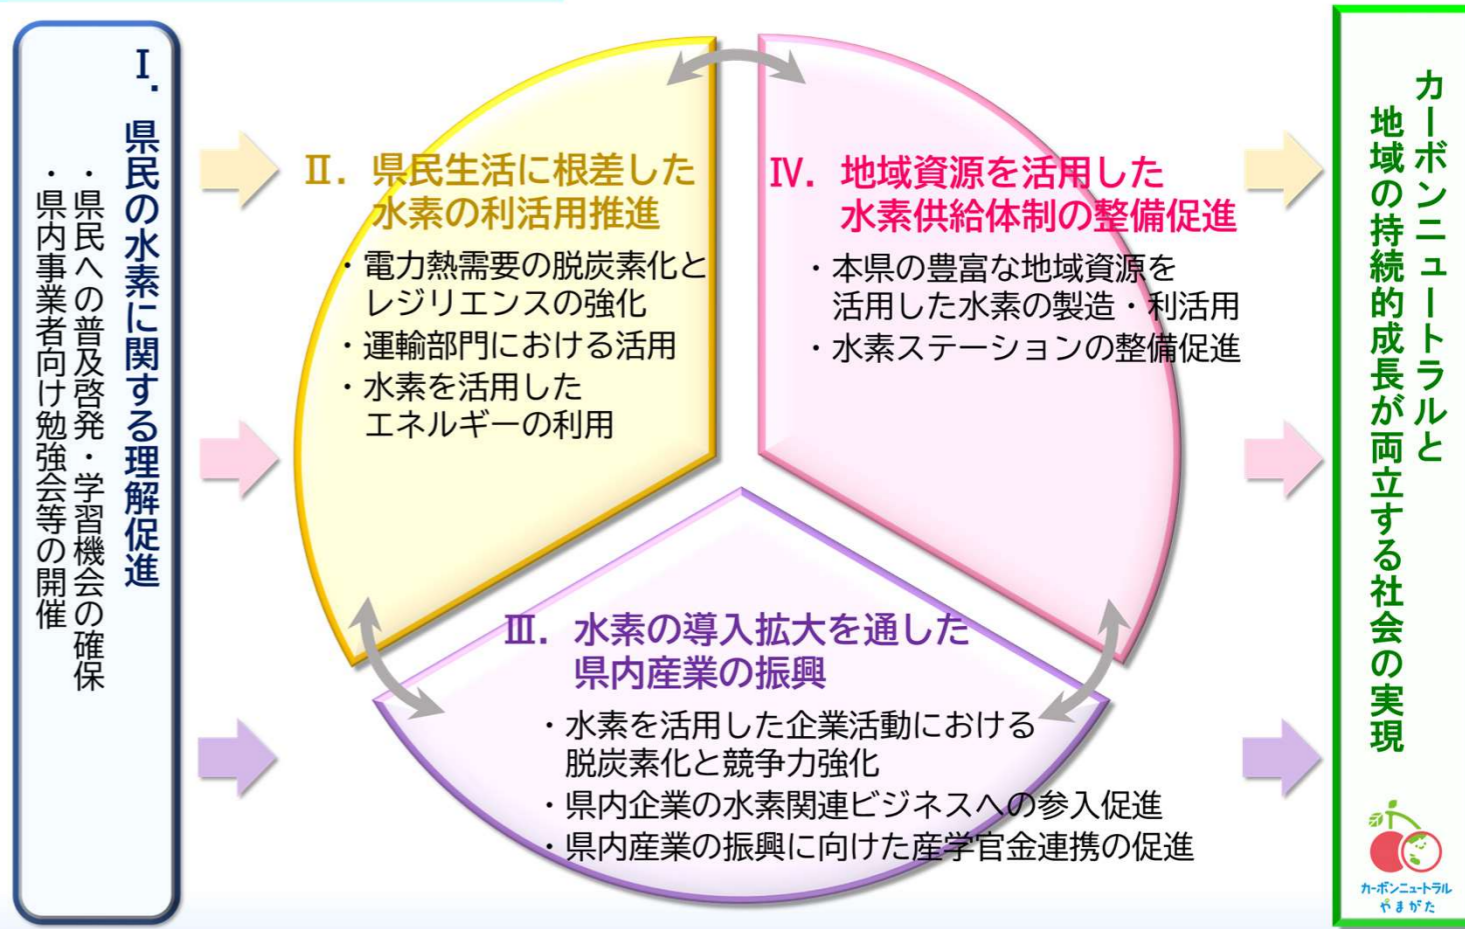 Ⅰ．県民の水素に関する理解促進
・県民への普及啓発・学習機会の確保
・県内事業者向け勉強会等の開催
Ⅱ．県民生活に根差した
水素の利活用推進
・電力熱需要の脱炭素化と
レジリエンスの強化
・運輸部門における活用
・水素を活用した
エネルギーの利用
Ⅳ．地域資源を活用した
水素供給体制の整備促進
・本県の豊富な地域資源を
活用した水素の製造・利活用
・水素ステーションの整備促進
Ⅲ．水素の導入拡大を通した
県内産業の振興
・水素を活用した企業活動における
脱炭素化と競争力強化
・県内企業の水素関連ビジネスへの参入促進
・県内産業の振興に向けた産学官金連携の促進
カーボンニュートラルと
地域の持続的成長が両立する社会の実現
カーボンニュートラル
やまがた